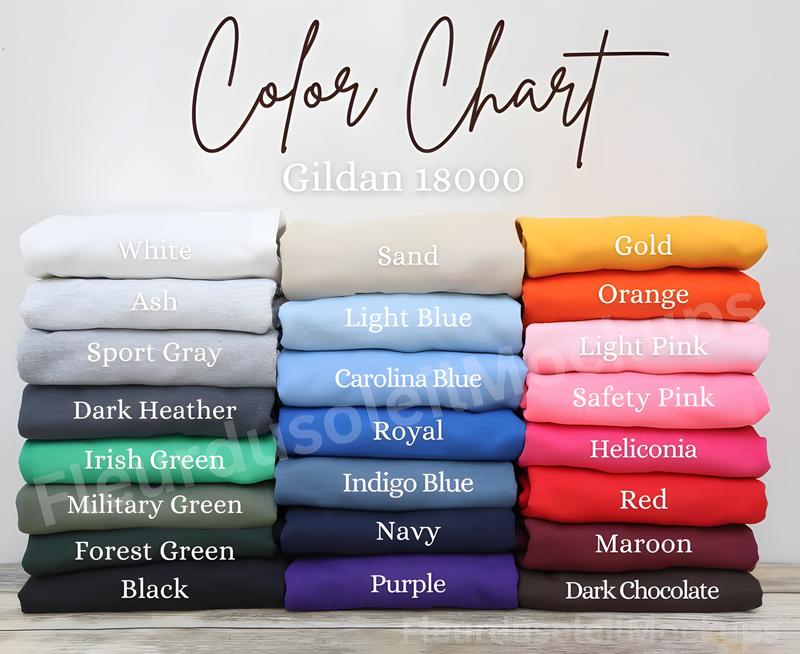 Color Chart
Gildan 18000
White
Ash
Sport Gray
Dark Heather
Irish Green
Military Green
Forest Green
Black
Sand
Light Blue
Carolina Blue
Royal
Indigo Blue
Navy
Purple
Gold
Orange
Light Pink
Safety Pink
Heliconia
Red
Maroon
Dark Chocolate
FleurdusoleilMockups
FleurdusoleilMockups